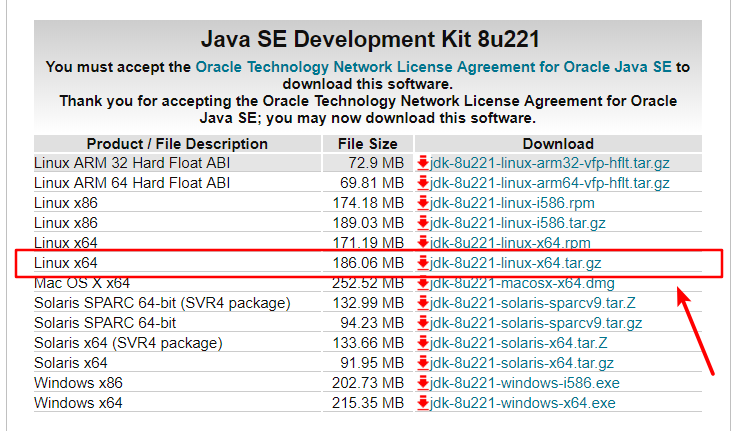 Java SE Development Kit 8u221
You must accept the Oracle Technology Network License Agreement for Oracle Java SE to
download this software.
Thank you for accepting the Oracle Technology Network License Agreement for Oracle
Java SE; you may now download this software.
Product / File Description File Size Download
Linux ARM 32 Hard Float ABI 72.9 MB jdk-8u221-linux-arm32-vfp-hflt.tar.gz
Linux ARM 64 Hard Float ABI 69.81 MB jdk-8u221-linux-arm64-vfp-hflt.tar.gz
Linux x86 174.18 MB jdk-8u221-linux-i586.rpm
Linux x86 189.03 MB jdk-8u221-linux-i586.tar.gz
Linux x64 171.19 MB jdk-8u221-linux-x64.rpm
Linux x64 186.06 MB jdk-8u221-linux-x64.tar.gz
Mac OS X x64 252.52 MB jdk-8u221-macosx-x64.dmg
Solaris SPARC 64-bit (SVR4 package) 132.99 MB jdk-8u221-solaris-sparcv9.tar.Z
Solaris SPARC 64-bit 94.23 MB jdk-8u221-solaris-sparcv9.tar.gz
Solaris x64 (SVR4 package) 133.66 MB jdk-8u221-solaris-x64.tar.Z
Solaris x64 91.95 MB jdk-8u221-solaris-x64.tar.gz
Windows x86 202.73 MB jdk-8u221-windows-i586.exe
Windows x64 215.35 MB jdk-8u221-windows-x64.exe